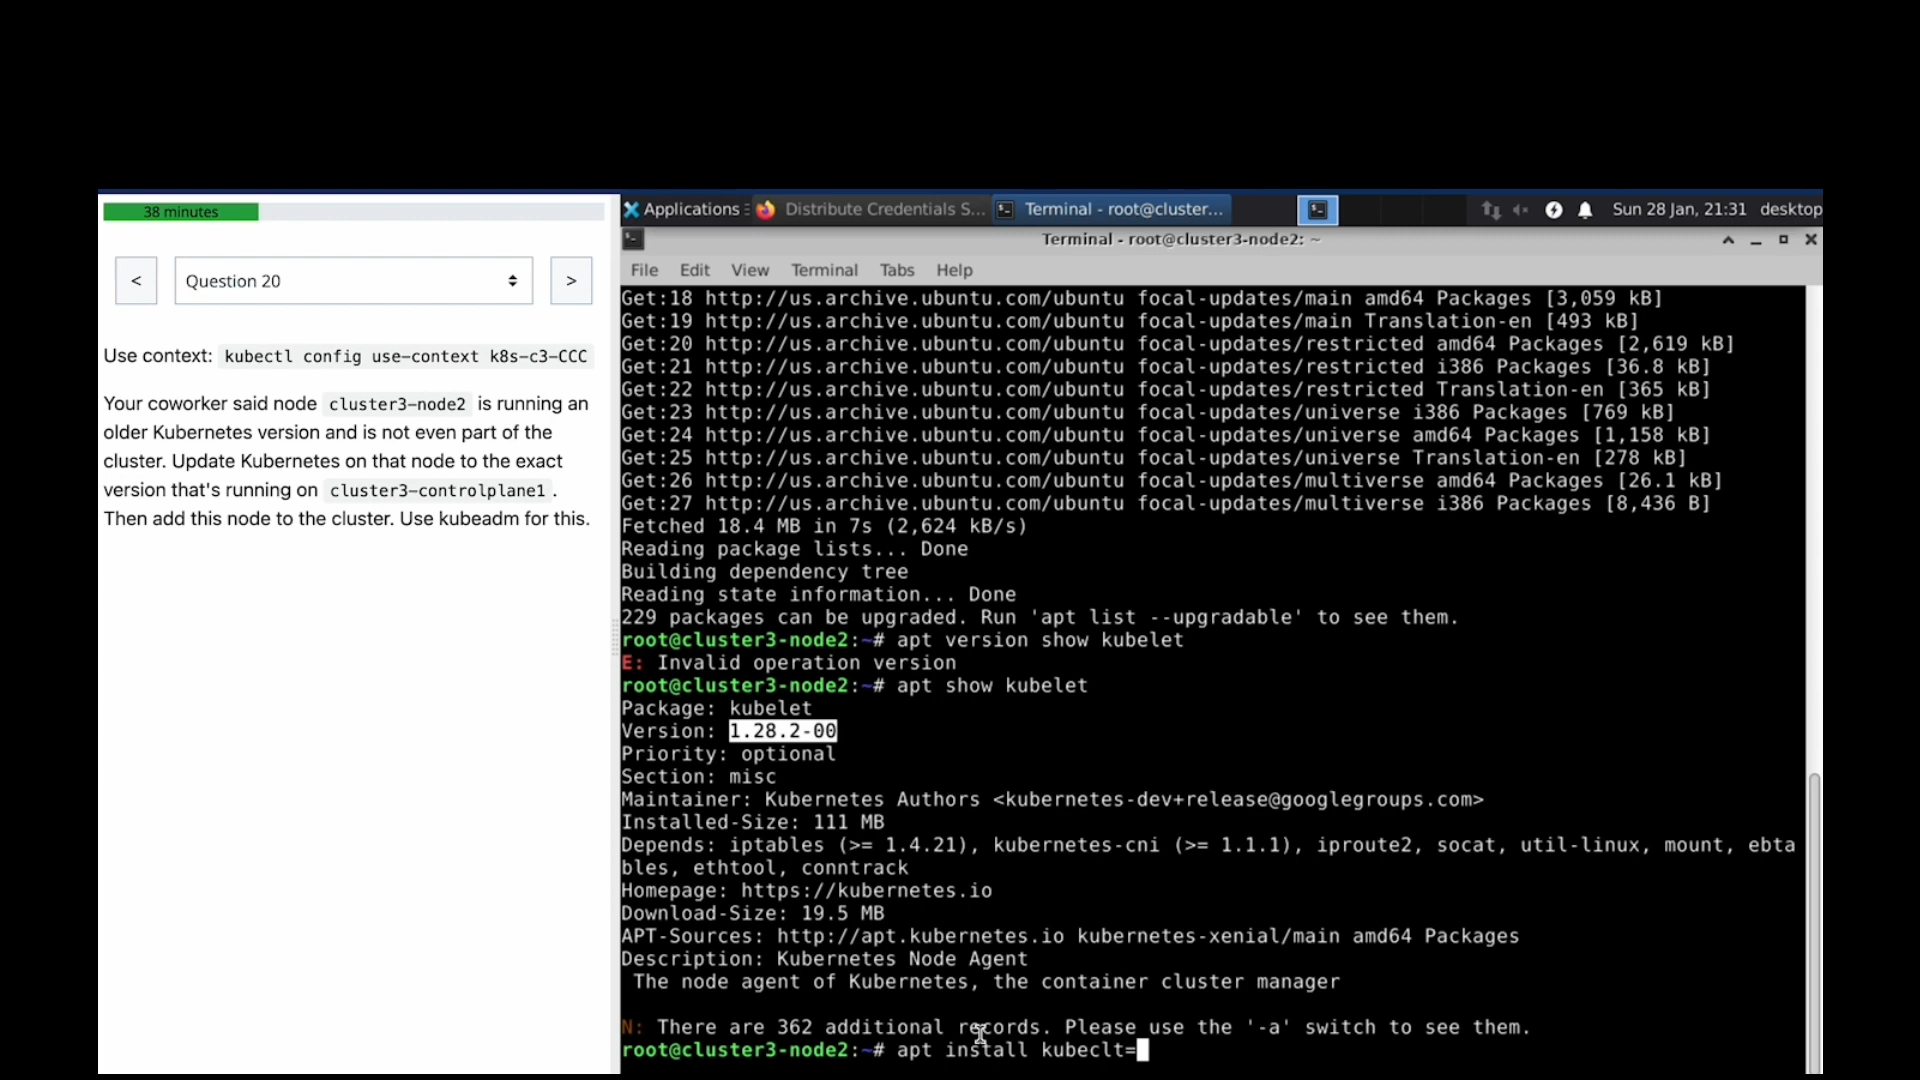 38 minutes
<
Question 20
>
Use context: kubectl config use-context k8s-c3-CCC
Your coworker said node cluster3-node2 is running an
older Kubernetes version and is not even part of the
cluster. Update Kubernetes on that node to the exact
version that's running on cluster3-controlplane1.
Then add this node to the cluster. Use kubeadm for this.
Applications
Distribute Credentials S...
Terminal - root@cluster...
Sun 28 Jan, 21:31 desktop
Terminal - root@cluster3-node2: ~
File Edit View Terminal Tabs Help
Get:18 http://us.archive.ubuntu.com/ubuntu focal-updates/main amd64 Packages [3,059 kB]
Get:19 http://us.archive.ubuntu.com/ubuntu focal-updates/main Translation-en [493 kB]
Get:20 http://us.archive.ubuntu.com/ubuntu focal-updates/restricted amd64 Packages [2,619 kB]
Get:21 http://us.archive.ubuntu.com/ubuntu focal-updates/restricted i386 Packages [36.8 kB]
Get:22 http://us.archive.ubuntu.com/ubuntu focal-updates/restricted Translation-en [365 kB]
Get:23 http://us.archive.ubuntu.com/ubuntu focal-updates/universe i386 Packages [769 kB]
Get:24 http://us.archive.ubuntu.com/ubuntu focal-updates/universe amd64 Packages [1,158 kB]
Get:25 http://us.archive.ubuntu.com/ubuntu focal-updates/universe Translation-en [278 kB]
Get:26 http://us.archive.ubuntu.com/ubuntu focal-updates/multiverse amd64 Packages [26.1 kB]
Get:27 http://us.archive.ubuntu.com/ubuntu focal-updates/multiverse i386 Packages [8,436 B]
Fetched 18.4 MB in 7s (2,624 kB/s)
Reading package lists... Done
Building dependency tree
Reading state information... Done
229 packages can be upgraded. Run 'apt list --upgradable' to see them.
root@cluster3-node2:~# apt version show kubelet
E: Invalid operation version
root@cluster3-node2:~# apt show kubelet
Package: kubelet
Version: 1.28.2-00
Priority: optional
Section: misc
Maintainer: Kubernetes Authors <kubernetes-dev+release@googlegroups.com>
Installed-Size: 111 MB
Depends: iptables (>= 1.4.21), kubernetes-cni (>= 1.1.1), iproute2, socat, util-linux, mount, ebta
bles, ethtool, conntrack
Homepage: https://kubernetes.io
Download-Size: 19.5 MB
APT-Sources: http://apt.kubernetes.io kubernetes-xenial/main amd64 Packages
Description: Kubernetes Node Agent
The node agent of Kubernetes, the container cluster manager
N: There are 362 additional records. Please use the '-a' switch to see them.
root@cluster3-node2:~# apt install kubeclt=